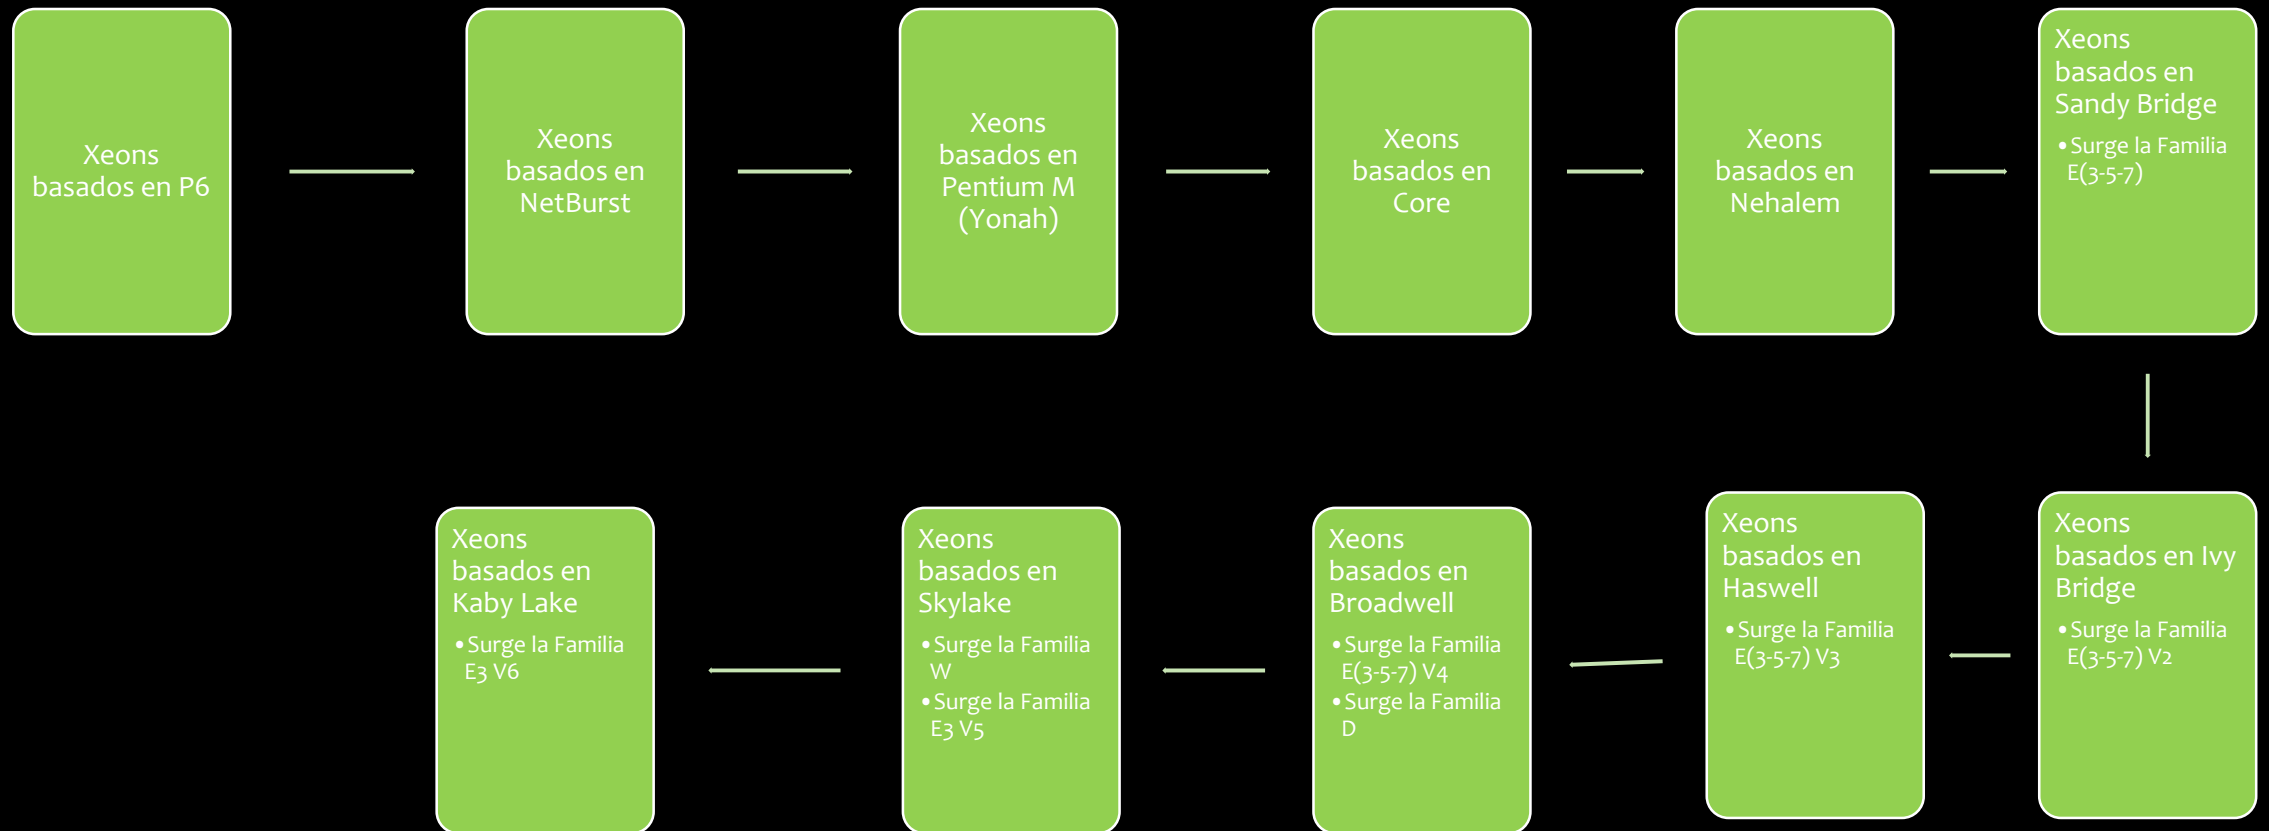 Xeons
basados en P6
Xeons
basados en
NetBurst
Xeons
basados en
Pentium M
(Yonah)
Xeons
basados en
Core
Xeons
basados en
Nehalem
Xeons
basados en
Sandy Bridge
•Surge la Familia
E(3-5-7)
Xeons
basados en
Kaby Lake
•Surge la Familia
E3 V6
Xeons
basados en
Skylake
•Surge la Familia
W
•Surge la Familia
E3 V5
Xeons
basados en
Broadwell
•Surge la Familia
E(3-5-7) V4
•Surge la Familia
D
Xeons
basados en
Haswell
•Surge la Familia
E(3-5-7) V3
Xeons
basados en Ivy
Bridge
•Surge la Familia
E(3-5-7) V2